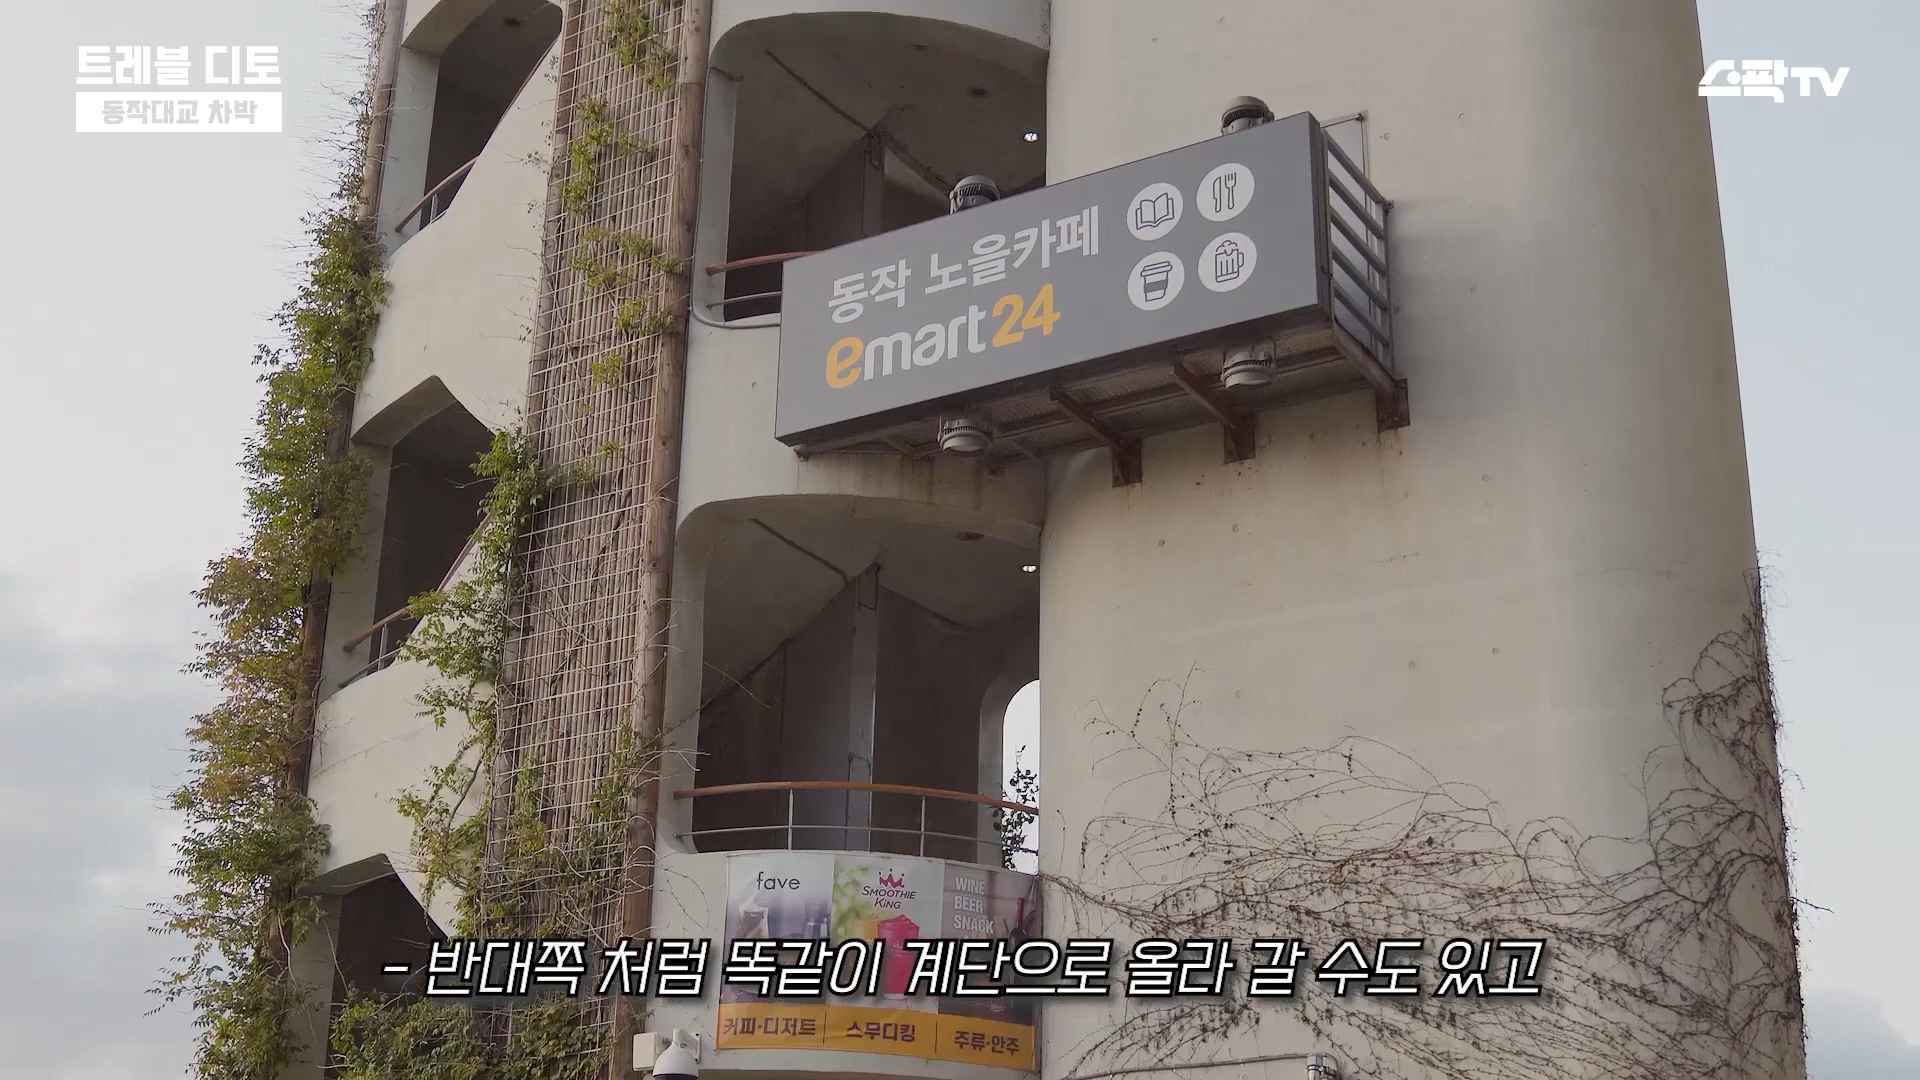 트레블 디토
동작대교 차박
스팍TV
동작 노을카페
emart24
fave
SMOOTHIE
KING
WINE
BEER
SNACK
- 반대쪽 처럼 똑같이 계단으로 올라 갈 수도 있고
커피·디저트
스무디킹
주류·안주